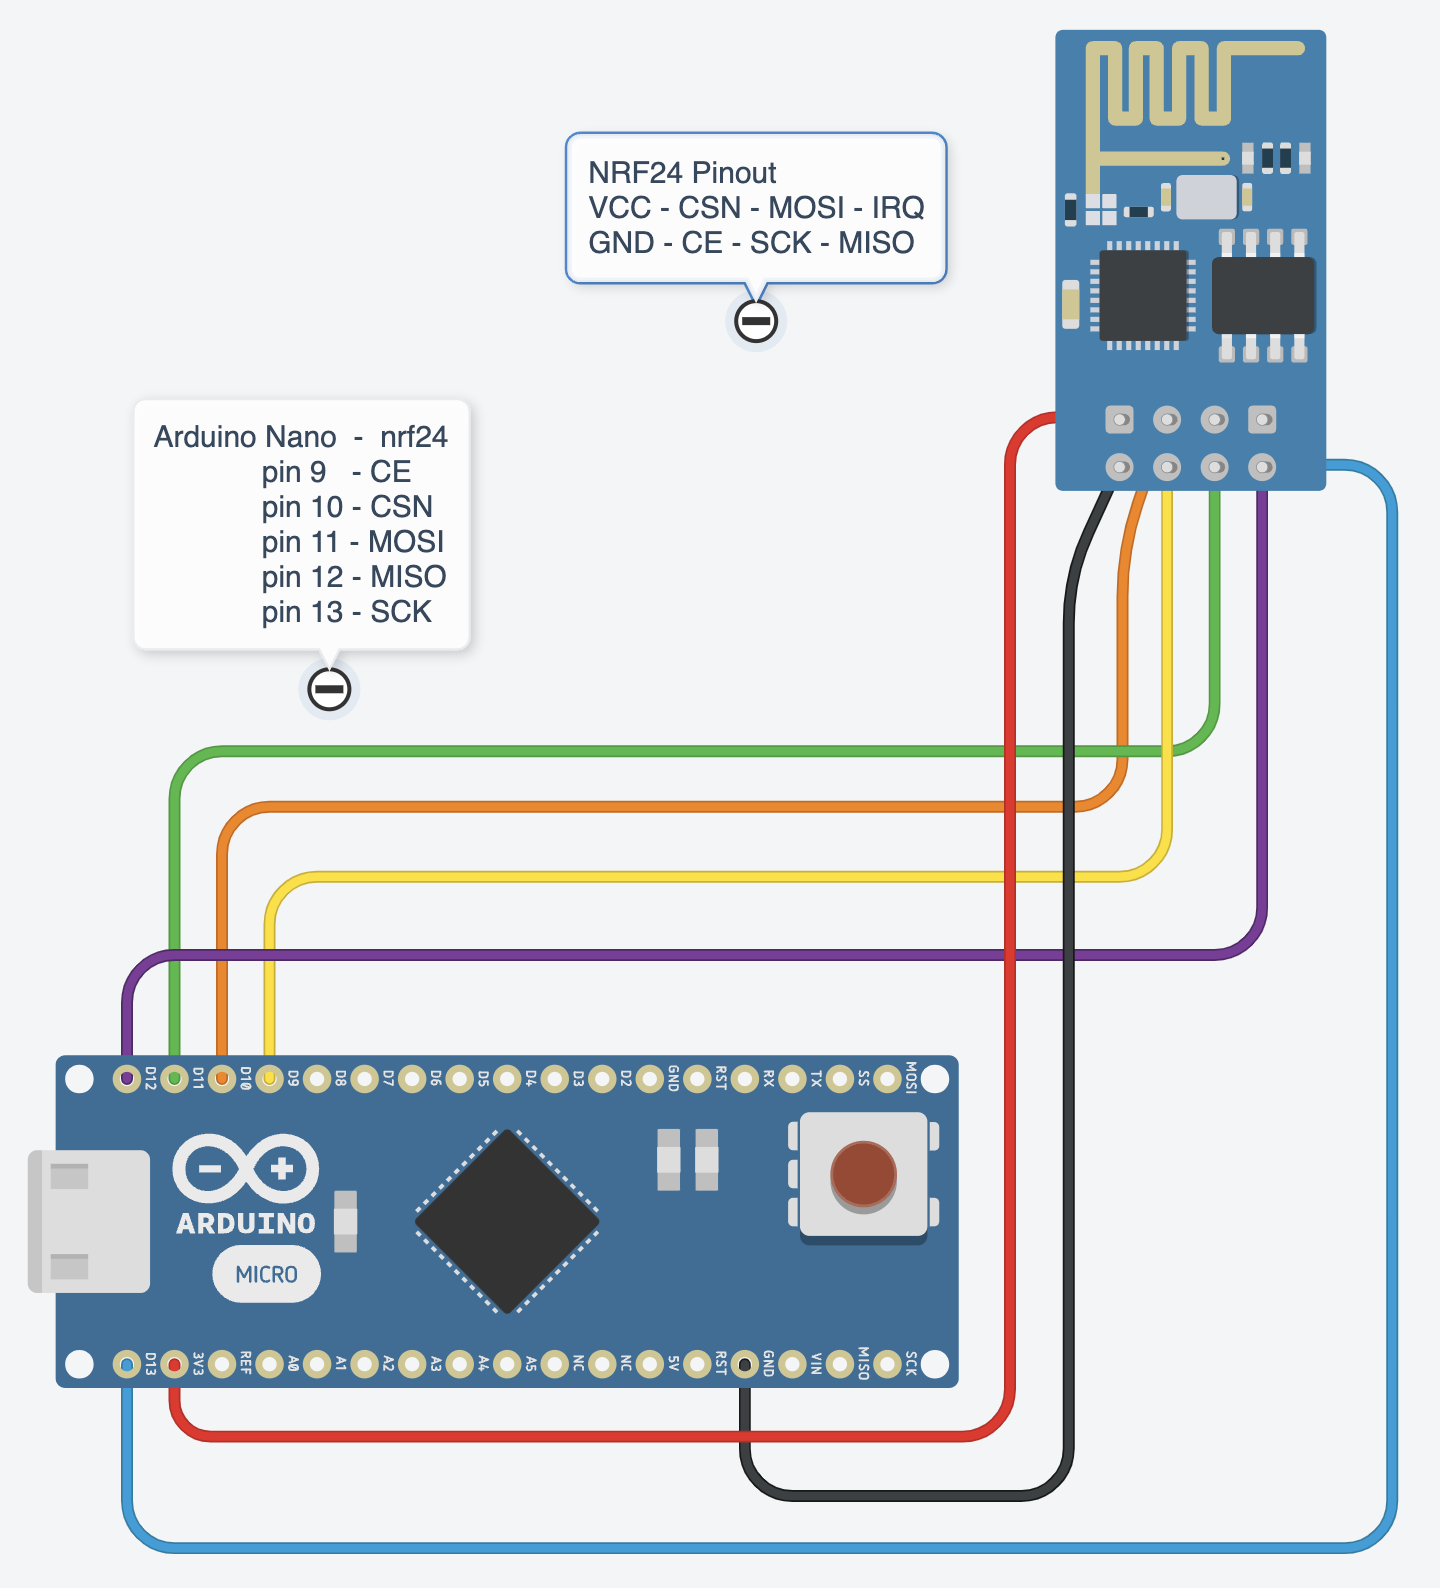 NRF24 Pinout
VCC - CSN - MOSI - IRQ
GND - CE - SCK - MISO
Arduino Nano - nrf24
pin 9 - CE
pin 10 - CSN
pin 11 - MOSI
pin 12 - MISO
pin 13 - SCK
D12 D11 D10 D9 D8 D7 D6 D5 D4 D3 D2 GND RST RX TX SS MOSI
ARDUINO
MICRO
D13 3V3 REF A0 A1 A2 A3 A4 A5 NC NC 5V RST GND VIN MISO SCK